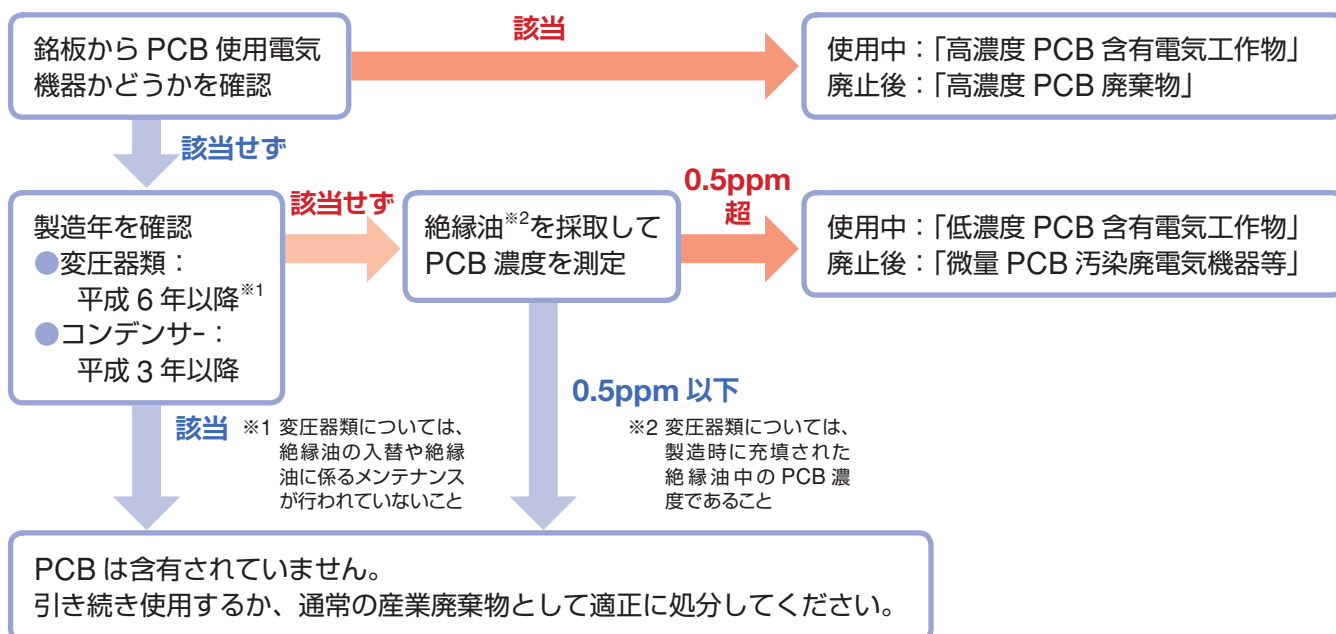 銘板から PCB 使用電気
機器かどうかを確認
該当
使用中：「高濃度 PCB 含有電気工作物」
廃止後：「高濃度 PCB 廃棄物」
該当せず
製造年を確認
●変圧器類：
平成 6 年以降※1
●コンデンサー：
平成 3 年以降
該当せず
絶縁油※2を採取して
PCB 濃度を測定
0.5ppm
超
使用中：「低濃度 PCB 含有電気工作物」
廃止後：「微量 PCB 汚染廃電気機器等」
該当
※1 変圧器類については、
絶縁油の入替や絶縁
油に係るメンテナンス
が行われていないこと
0.5ppm 以下
※2 変圧器類については、
製造時に充填された
絶縁油中の PCB 濃
度であること
PCB は含有されていません。
引き続き使用するか、通常の産業廃棄物として適正に処分してください。